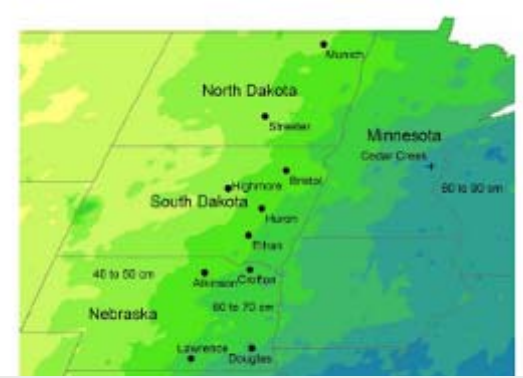 Munich
North Dakota
Streeter
Minnesota
Cedar Creek
Bristol
Highmore
80 to 90 cm
South Dakota
Huron
Ethan
40 to 50 cm
Atkinson
Crofton
60 to 70 cm
Nebraska
Lawrence
Douglas